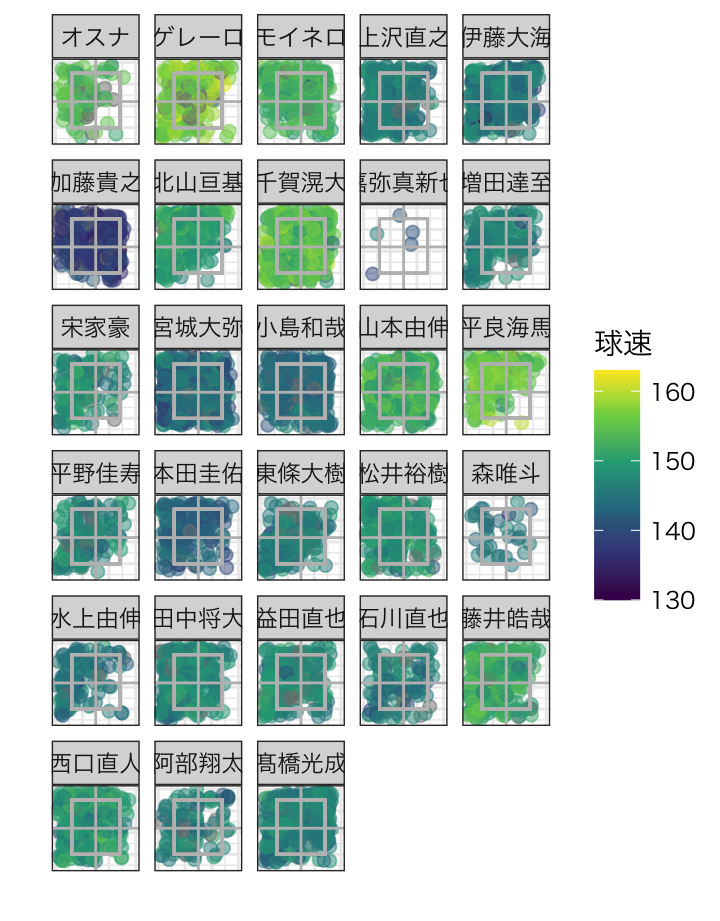 オスナ
ゲレーロ
モイネロ
上沢直之
伊藤大海
加藤貴之
北山亘基
千賀滉大
嘉弥真新也
増田達至
宋家豪
宮城大弥
小島和哉
山本由伸
平良海馬
平野佳寿
本田圭佑
東條大樹
松井裕樹
森唯斗
水上由伸
田中将大
益田直也
石川直也
藤井皓哉
西口直人
阿部翔太
髙橋光成
球速
160
150
140
130